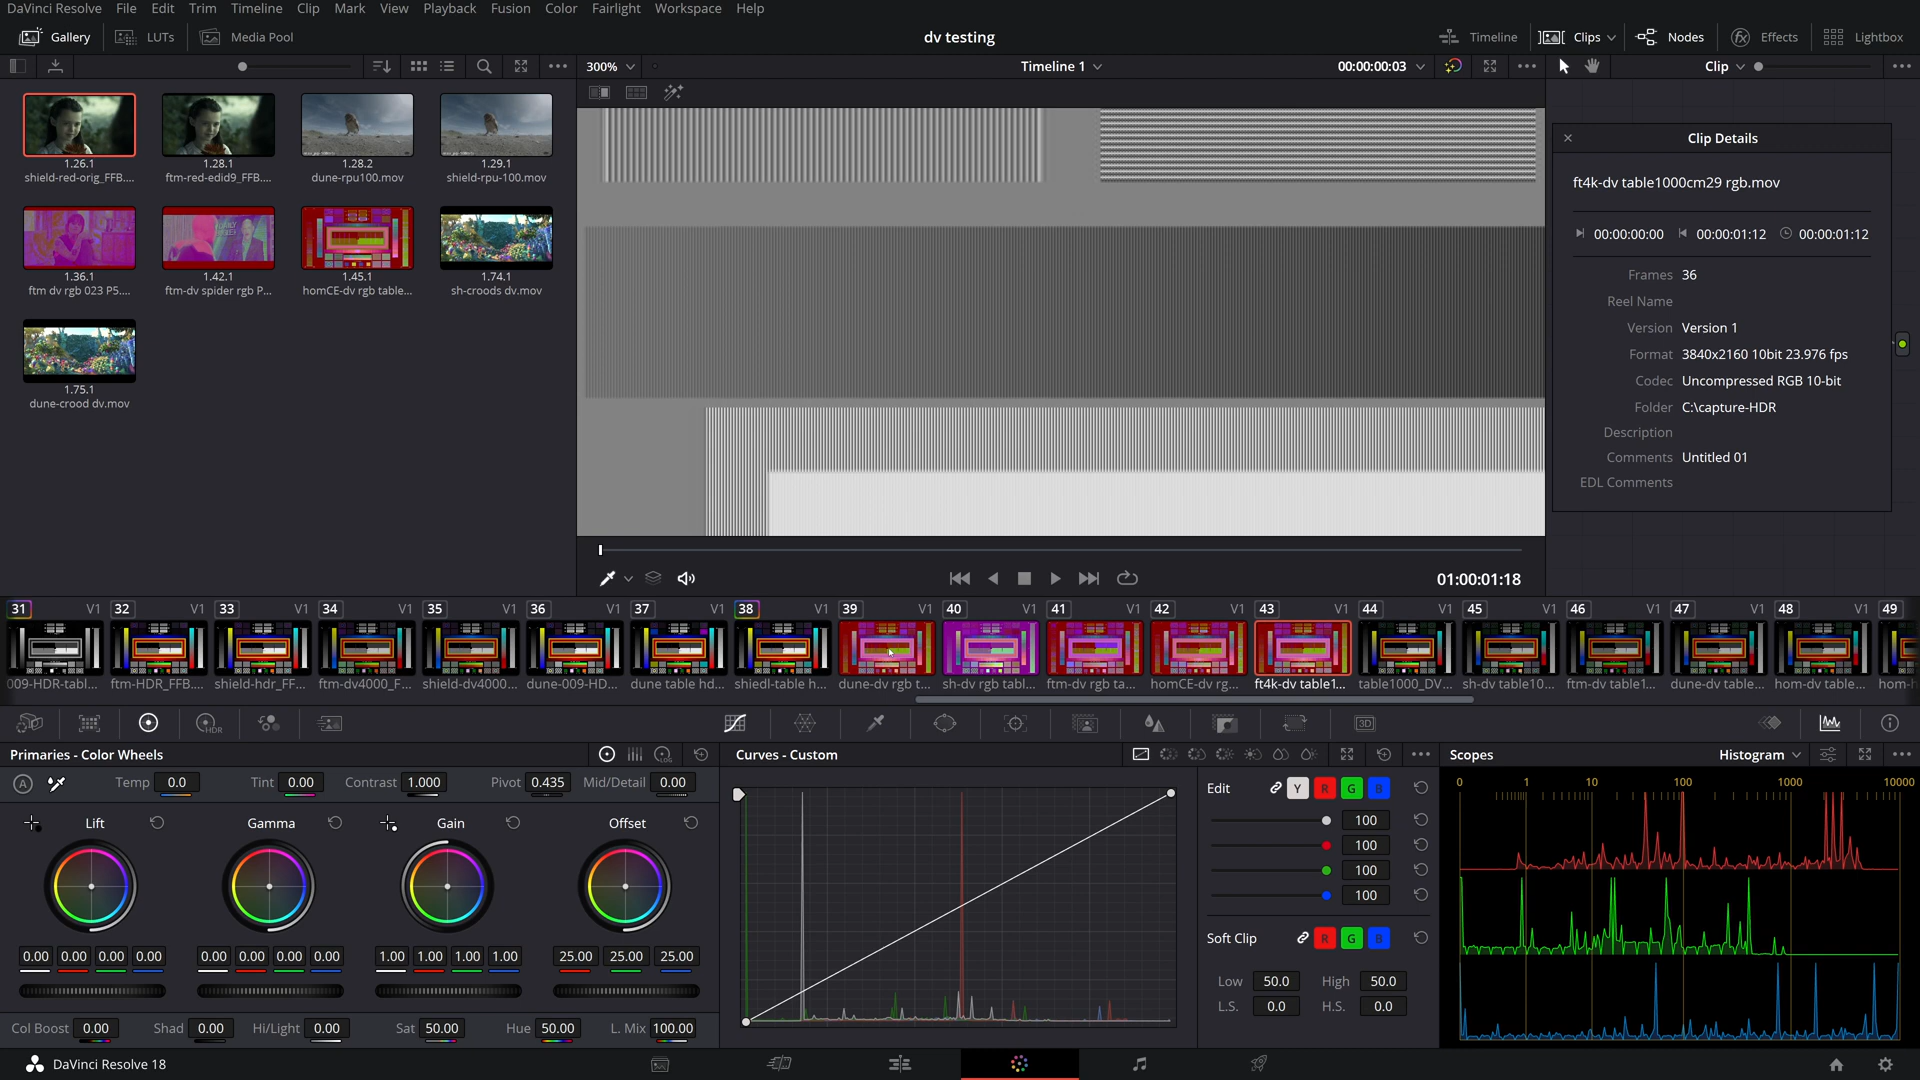 DaVinci Resolve File Edit Trim Timeline Clip Mark View Playback Fusion Color Fairlight Workspace Help
Gallery LUTs Media Pool dv testing Timeline Clips Nodes Effects Lightbox
300% Timeline 1 00:00:00:03 Clip
1.26.1 1.28.1 1.28.2 1.29.1
shield-red-orig_FFB.... ftm-red-edid9_FFB.... dune-rpu100.mov shield-rpu-100.mov
1.36.1 1.42.1 1.45.1 1.74.1
ftm dv rgb 023 P5.... ftm-dv spider rgb P... homCE-dv rgb table... sh-croods dv.mov
1.75.1
dune-crood dv.mov
Clip Details
ft4k-dv table1000cm29 rgb.mov
00:00:00:00 00:00:01:12 00:00:01:12
Frames 36
Reel Name
Version Version 1
Format 3840x2160 10bit 23.976 fps
Codec Uncompressed RGB 10-bit
Folder C:\capture-HDR
Description
Comments Untitled 01
EDL Comments
01:00:01:18
31 V1 32 V1 33 V1 34 V1 35 V1 36 V1 37 V1 38 V1 39 V1 40 V1 41 V1 42 V1 43 V1 44 V1 45 V1 46 V1 47 V1 48 V1 49
009-HDR-tabl... ftm-HDR_FFB.... shield-hdr_FF... ftm-dv4000_F... shield-dv4000... dune-009-HD... dune table hd... shiedl-table h... dune-dv rgb t... sh-dv rgb tabl... ftm-dv rgb ta... homCE-dv rg... ft4k-dv table1... table1000_DV... sh-dv table10... ftm-dv table1... dune-dv table... hom-dv table... hom-h
HDR 3D
Primaries - Color Wheels LOG Curves - Custom Scopes Histogram
A Temp 0.0 Tint 0.00 Contrast 1.000 Pivot 0.435 Mid/Detail 0.00
Lift Gamma Gain Offset
0.00 0.00 0.00 0.00 0.00 0.00 0.00 0.00 1.00 1.00 1.00 1.00 25.00 25.00 25.00
Col Boost 0.00 Shad 0.00 Hi/Light 0.00 Sat 50.00 Hue 50.00 L. Mix 100.00
Edit Y R G B
100
100
100
100
Soft Clip R G B
Low 50.0 High 50.0
L.S. 0.0 H.S. 0.0
0 1 10 100 1000 10000
DaVinci Resolve 18